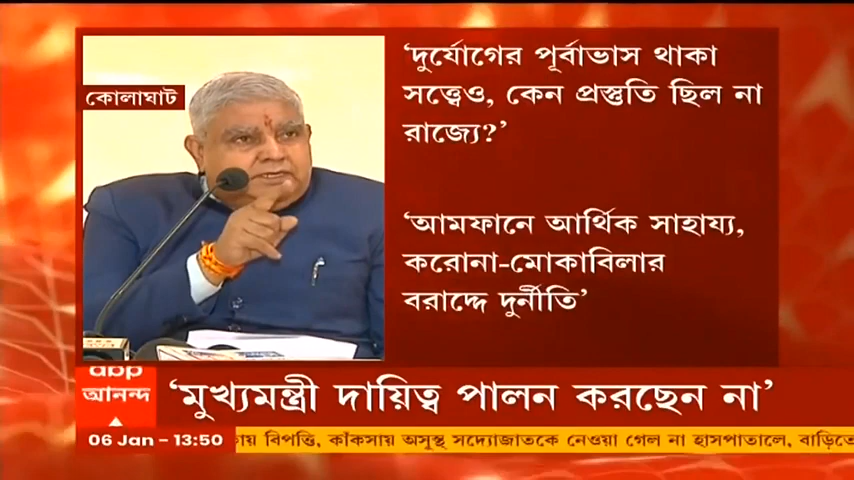 কোলাঘাট
‘দুর্যোগের পূর্বাভাস থাকা
সত্ত্বেও, কেন প্রস্তুতি ছিল না
রাজ্যে?’
‘আমফানে আর্থিক সাহায্য,
করোনা-মোকাবিলার
বরাদ্দে দুর্নীতি’
abp
আনন্দ
‘মুখ্যমন্ত্রী দায়িত্ব পালন করছেন না’
06 Jan – 13:50
বিপত্তি, কাঁকসায় অসুস্থ সদ্যোজাতকে নেওয়া গেল না হাসপাতালে, বাড়িতে